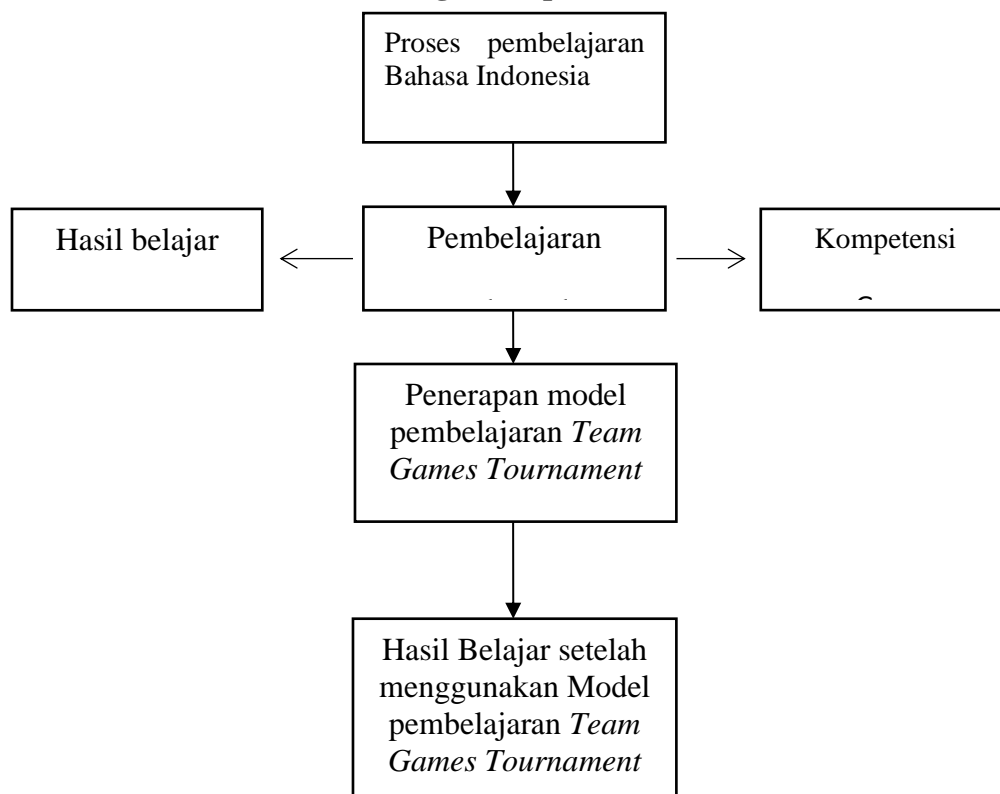 Proses pembelajaran
Bahasa Indonesia
Hasil belajar
Pembelajaran
Kompetensi
Penerapan model
pembelajaran Team
Games Tournament
Hasil Belajar setelah
menggunakan Model
pembelajaran Team
Games Tournament